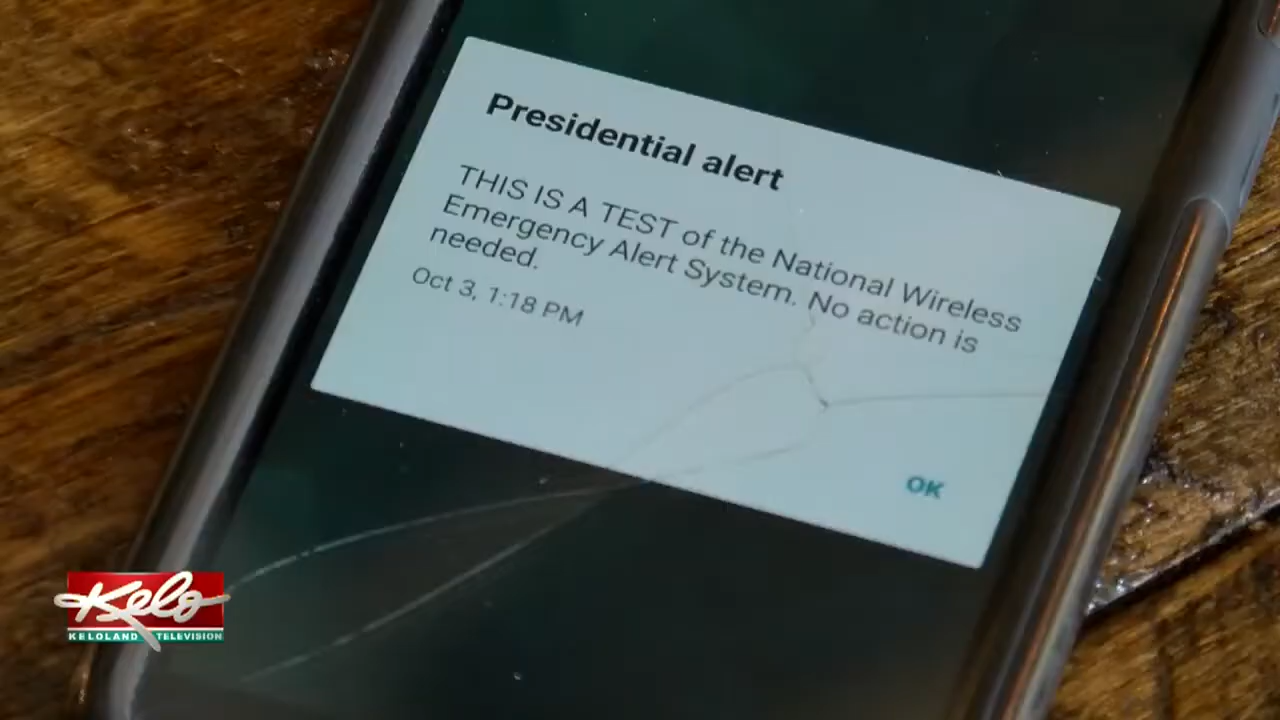 Presidential alert
THIS IS A TEST of the National Wireless
Emergency Alert System. No action is
needed.
Oct 3, 1:18 PM
OK
Kelo
KELOLAND TELEVISION